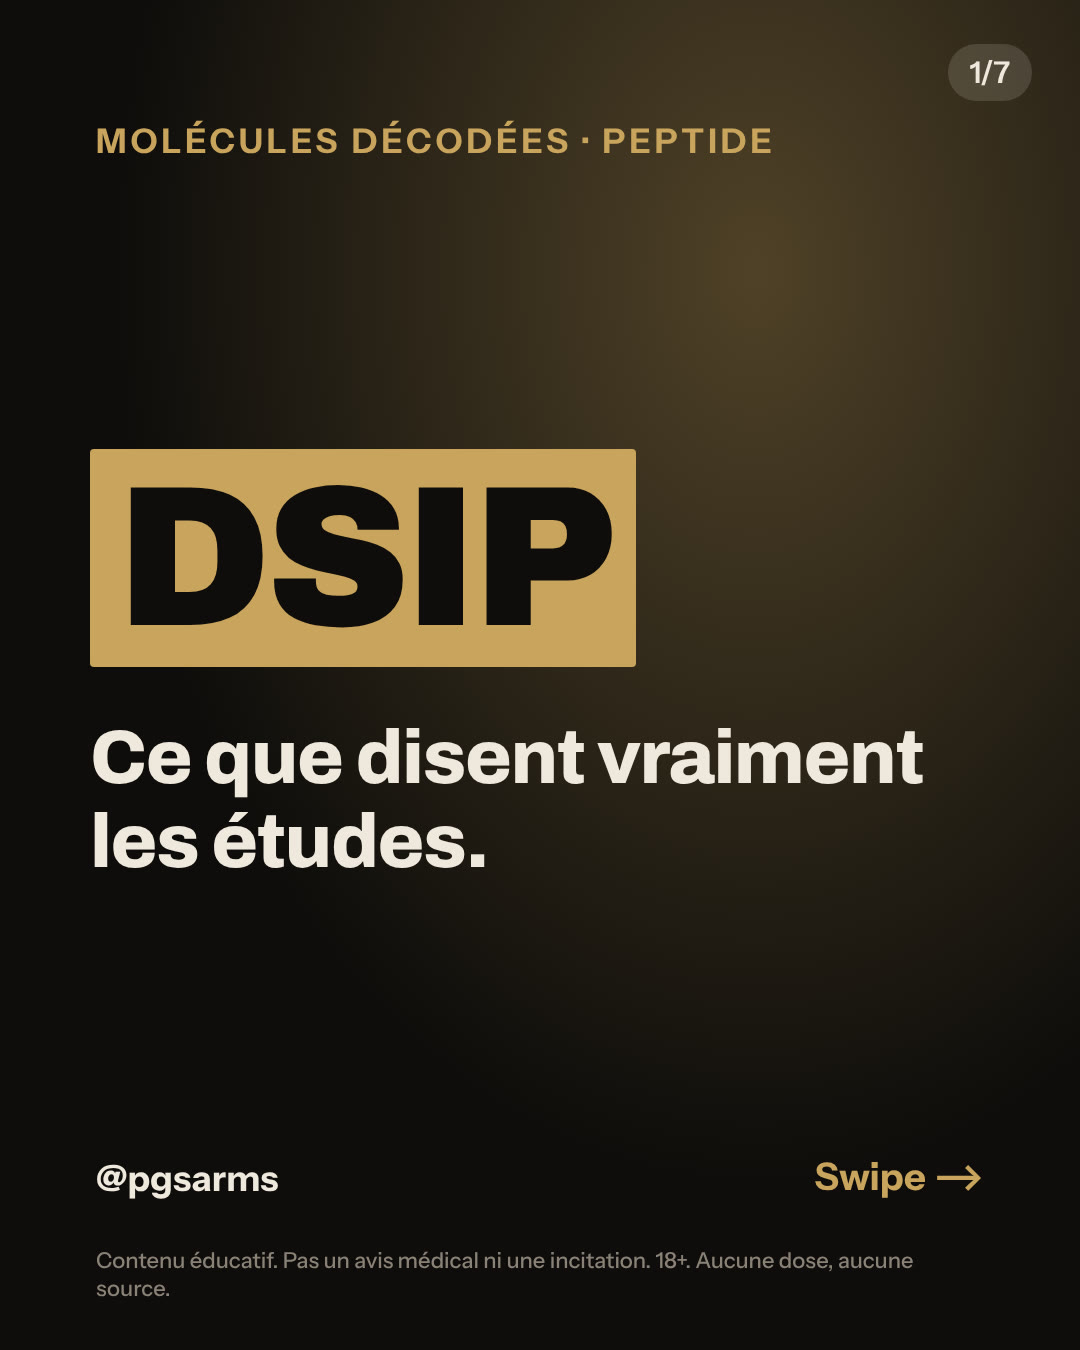 1/7
MOLÉCULES DÉCODÉES · PEPTIDE
DSIP
Ce que disent vraiment
les études.
@pgsarms
Swipe →
Contenu éducatif. Pas un avis médical ni une incitation. 18+. Aucune dose, aucune
source.